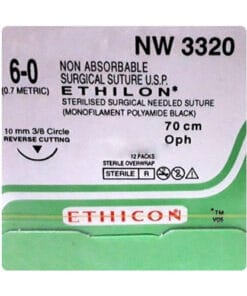 NW 3320
6-0
(0.7 METRIC)
NON ABSORBABLE
SURGICAL SUTURE U.S.P.
ETHILON*
STERILISED SURGICAL NEEDLED SUTURE
(MONOFILAMENT POLYAMIDE BLACK)
10 mm 3/8 Circle
REVERSE CUTTING
70 cm
Oph
12 PACKS
STERILE OVERWRAP
STERILE R
ETHICON
*TM